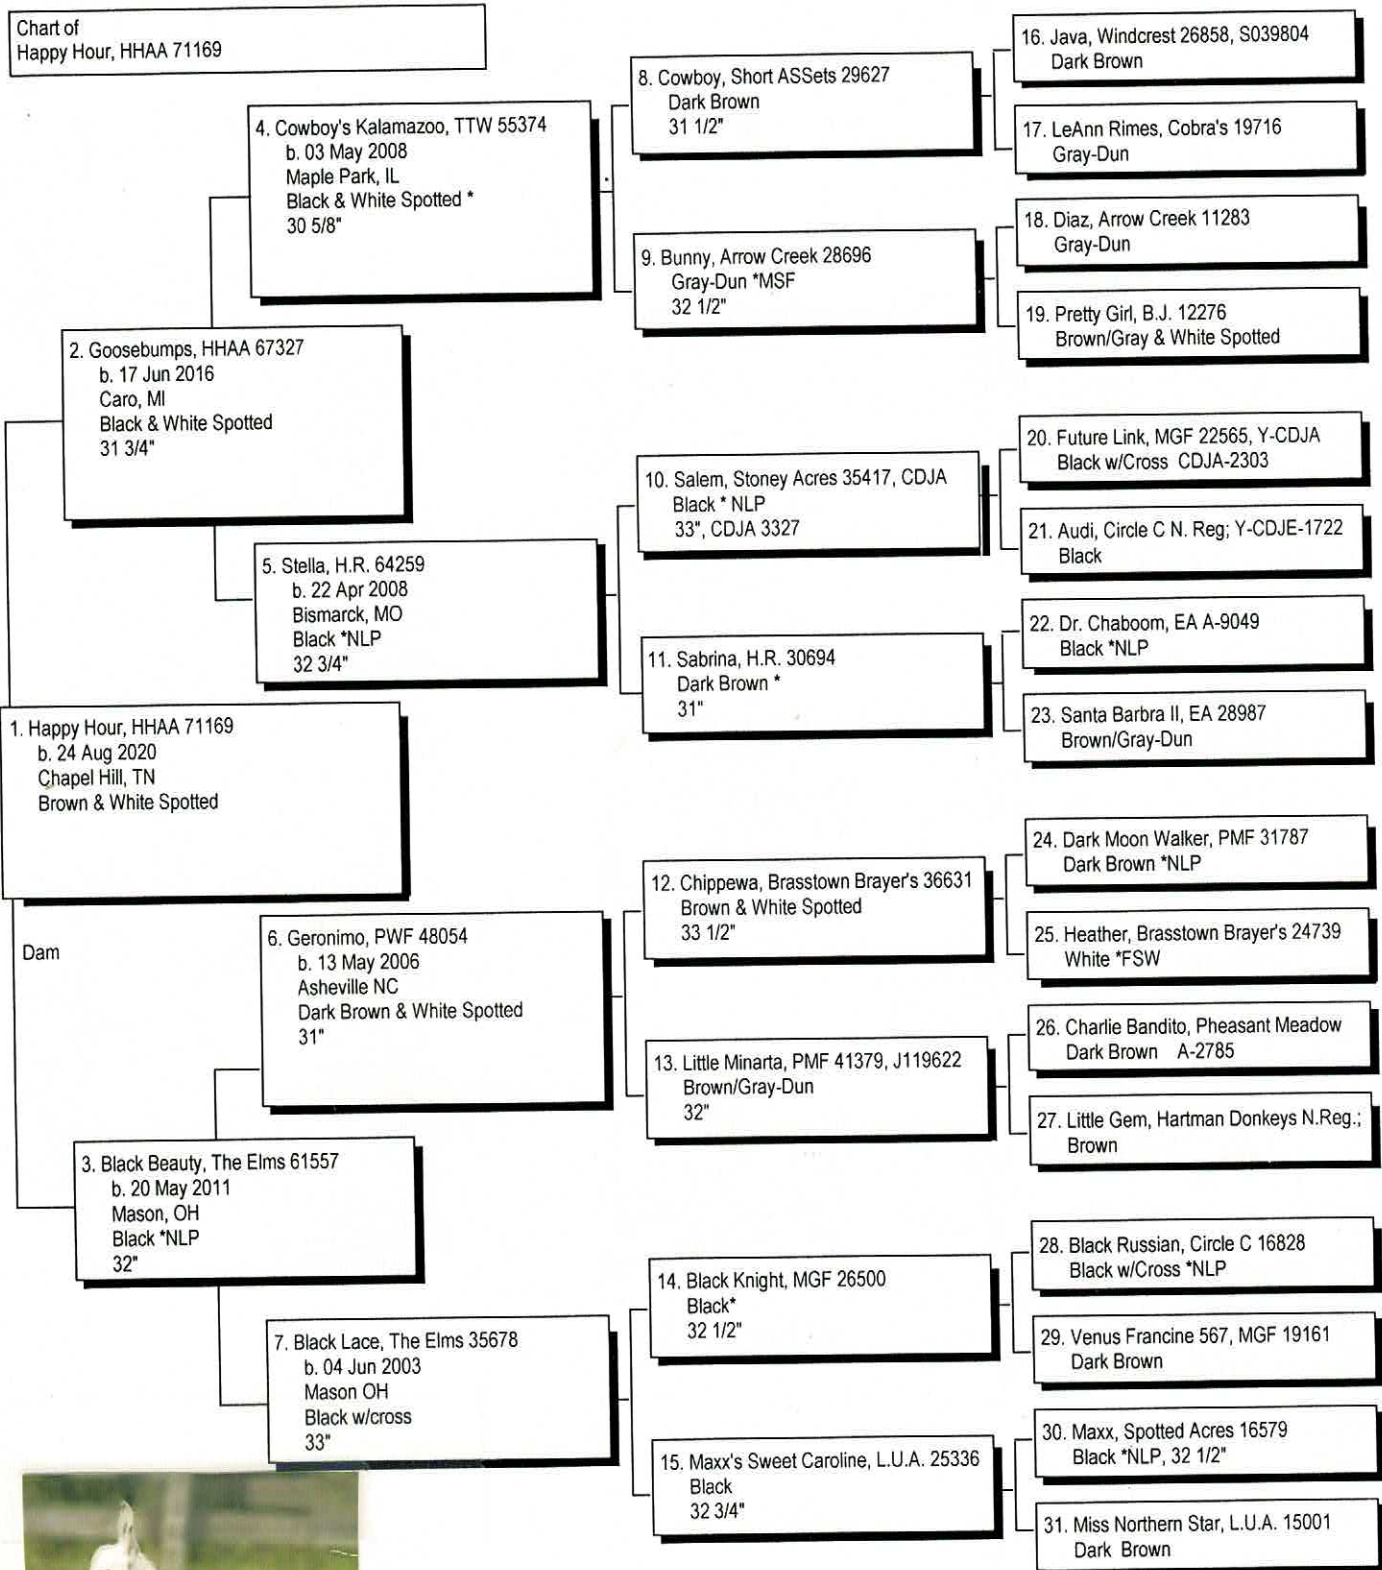 Chart of
Happy Hour, HHAA 71169
1. Happy Hour, HHAA 71169
b. 24 Aug 2020
Chapel Hill, TN
Brown & White Spotted
Dam
2. Goosebumps, HHAA 67327
b. 17 Jun 2016
Caro, MI
Black & White Spotted
31 3/4"
3. Black Beauty, The Elms 61557
b. 20 May 2011
Mason, OH
Black *NLP
32"
4. Cowboy's Kalamazoo, TTW 55374
b. 03 May 2008
Maple Park, IL
Black & White Spotted *
30 5/8"
5. Stella, H.R. 64259
b. 22 Apr 2008
Bismarck, MO
Black *NLP
32 3/4"
6. Geronimo, PWF 48054
b. 13 May 2006
Asheville NC
Dark Brown & White Spotted
31"
7. Black Lace, The Elms 35678
b. 04 Jun 2003
Mason OH
Black w/cross
33"
8. Cowboy, Short ASSets 29627
Dark Brown
31 1/2"
9. Bunny, Arrow Creek 28696
Gray-Dun *MSF
32 1/2"
10. Salem, Stoney Acres 35417, CDJA
Black * NLP
33", CDJA 3327
11. Sabrina, H.R. 30694
Dark Brown *
31"
12. Chippewa, Brasstown Brayer's 36631
Brown & White Spotted
33 1/2"
13. Little Minarta, PMF 41379, J119622
Brown/Gray-Dun
32"
14. Black Knight, MGF 26500
Black*
32 1/2"
15. Maxx's Sweet Caroline, L.U.A. 25336
Black
32 3/4"
16. Java, Windcrest 26858, S039804
Dark Brown
17. LeAnn Rimes, Cobra's 19716
Gray-Dun
18. Diaz, Arrow Creek 11283
Gray-Dun
19. Pretty Girl, B.J. 12276
Brown/Gray & White Spotted
20. Future Link, MGF 22565, Y-CDJA
Black w/Cross CDJA-2303
21. Audi, Circle C N. Reg; Y-CDJE-1722
Black
22. Dr. Chaboom, EA A-9049
Black *NLP
23. Santa Barbra II, EA 28987
Brown/Gray-Dun
24. Dark Moon Walker, PMF 31787
Dark Brown *NLP
25. Heather, Brasstown Brayer's 24739
White *FSW
26. Charlie Bandito, Pheasant Meadow
Dark Brown A-2785
27. Little Gem, Hartman Donkeys N.Reg.;
Brown
28. Black Russian, Circle C 16828
Black w/Cross *NLP
29. Venus Francine 567, MGF 19161
Dark Brown
30. Maxx, Spotted Acres 16579
Black *NLP, 32 1/2"
31. Miss Northern Star, L.U.A. 15001
Dark Brown